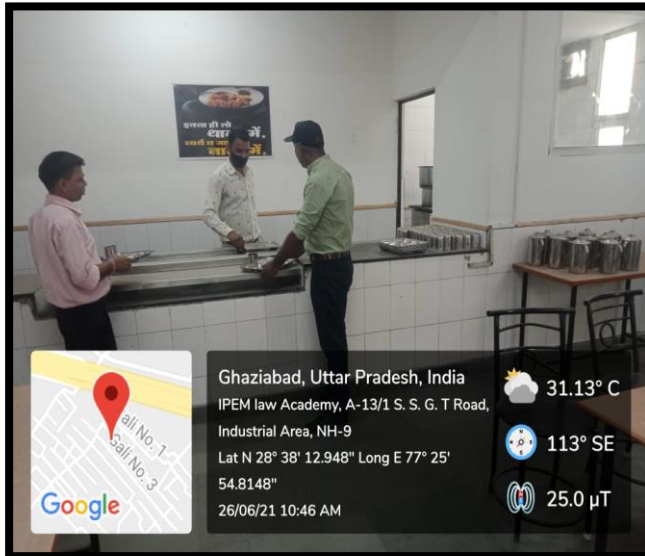 इतना ही लो
थाली में,
व्यर्थ न जाए
नाली में.
ali No. 1
Gali No. 3
Google
Ghaziabad, Uttar Pradesh, India
IPEM law Academy, A-13/1 S. S. G. T Road,
Industrial Area, NH-9
Lat N 28° 38' 12.948" Long E 77° 25'
54.8148"
26/06/21 10:46 AM
31.13° C
113° SE
25.0 µT